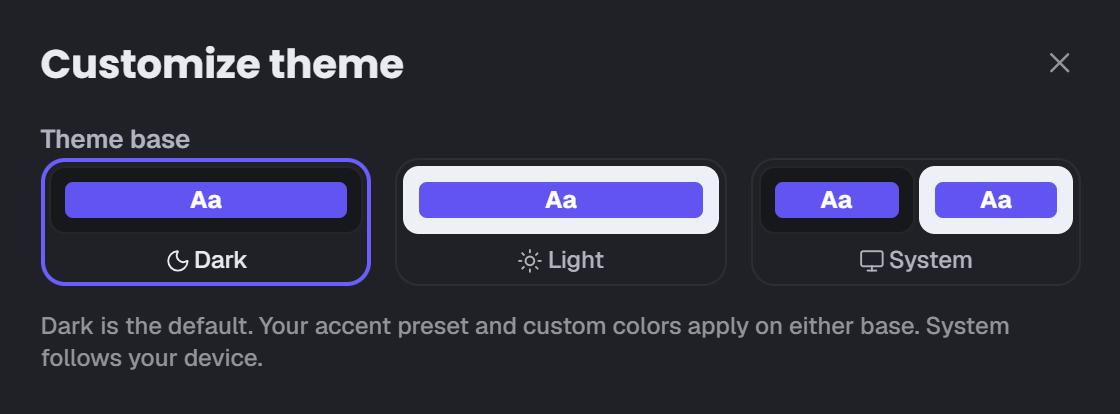 Customize theme
Theme base
Aa
Aa
Aa
Aa
Dark
Light
System
Dark is the default. Your accent preset and custom colors apply on either base. System
follows your device.